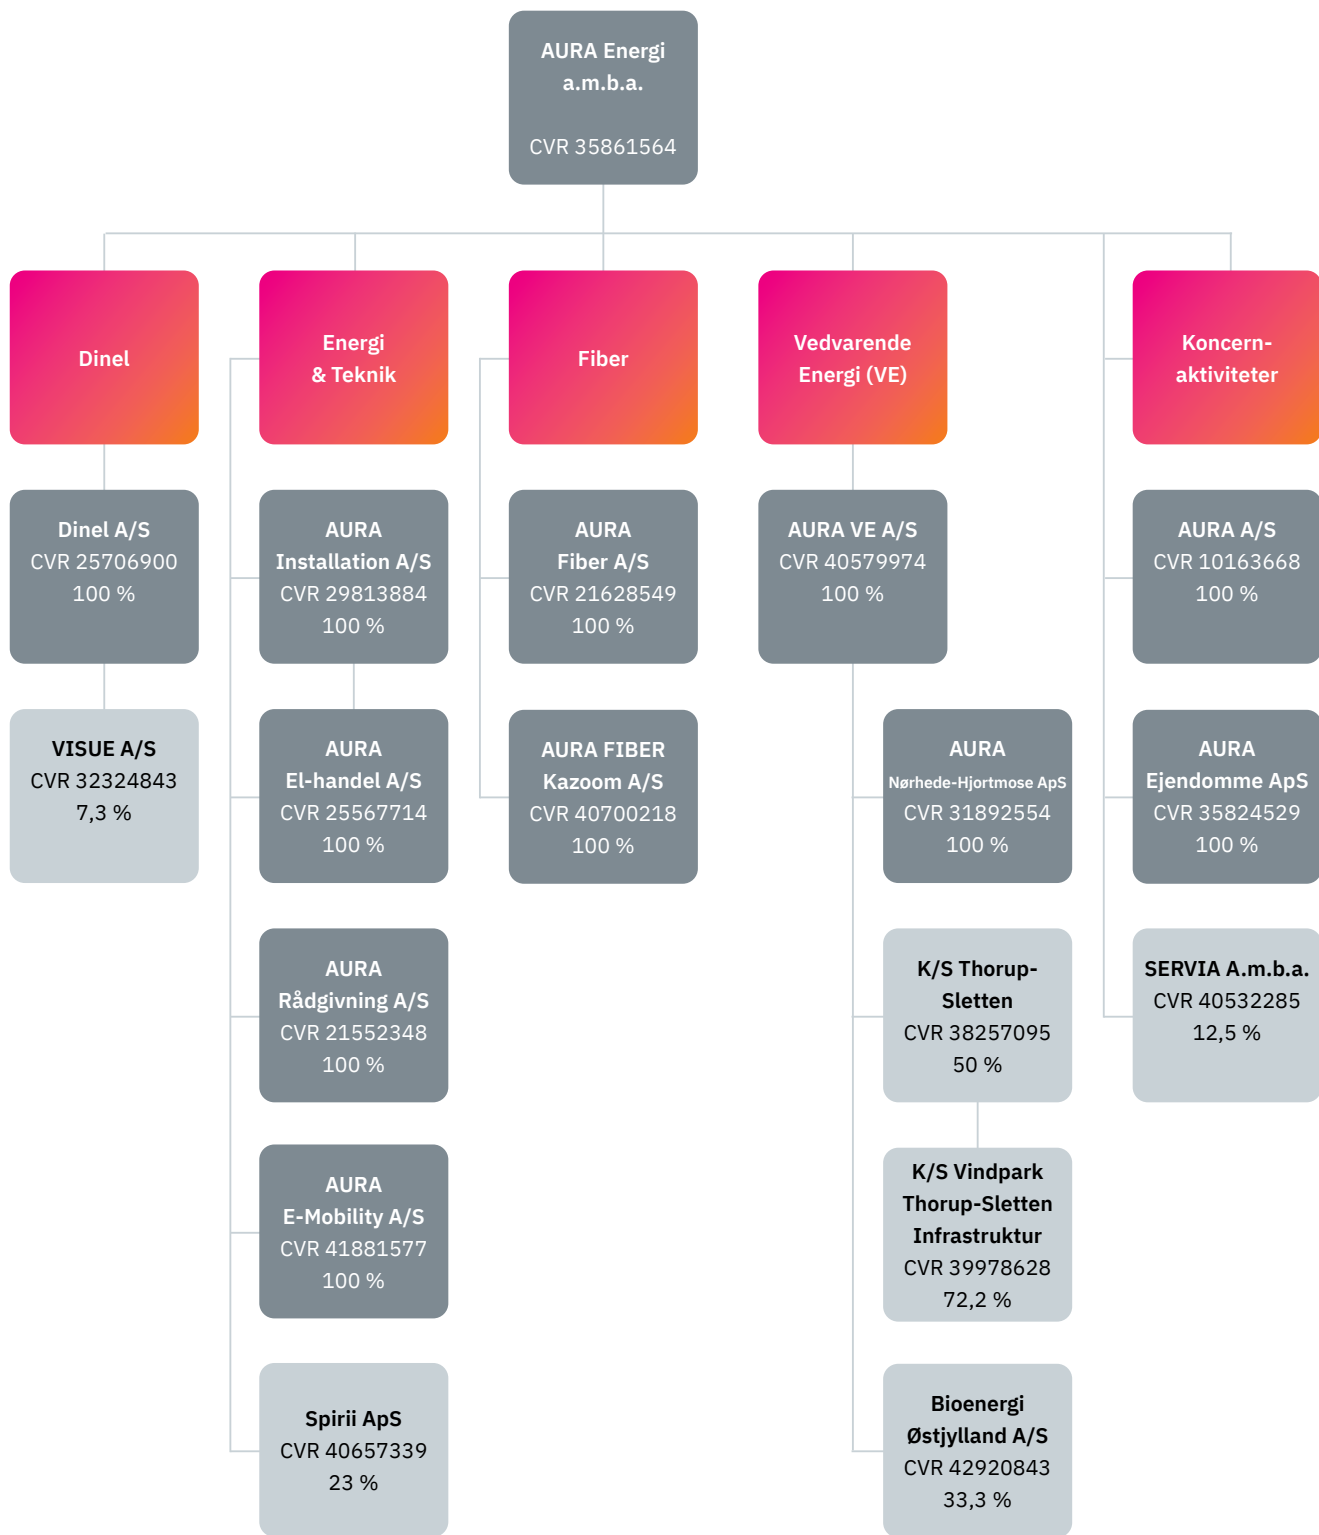 AURA Energi
a.m.b.a.
CVR 35861564
Dinel
Energi
& Teknik
Fiber
Vedvarende
Energi (VE)
Koncern-
aktiviteter
Dinel A/S
CVR 25706900
100 %
AURA
Installation A/S
CVR 29813884
100 %
AURA
Fiber A/S
CVR 21628549
100 %
AURA VE A/S
CVR 40579974
100 %
AURA A/S
CVR 10163668
100 %
VISUE A/S
CVR 32324843
7,3 %
AURA
El-handel A/S
CVR 25567714
100 %
AURA FIBER
Kazoom A/S
CVR 40700218
100 %
AURA
Nørhede-Hjortmose ApS
CVR 31892554
100 %
AURA
Ejendomme ApS
CVR 35824529
100 %
AURA
Rådgivning A/S
CVR 21552348
100 %
K/S Thorup-
Sletten
CVR 38257095
50 %
SERVIA A.m.b.a.
CVR 40532285
12,5 %
AURA
E-Mobility A/S
CVR 41881577
100 %
K/S Vindpark
Thorup-Sletten
Infrastruktur
CVR 39978628
72,2 %
Spirii ApS
CVR 40657339
23 %
Bioenergi
Østjylland A/S
CVR 42920843
33,3 %